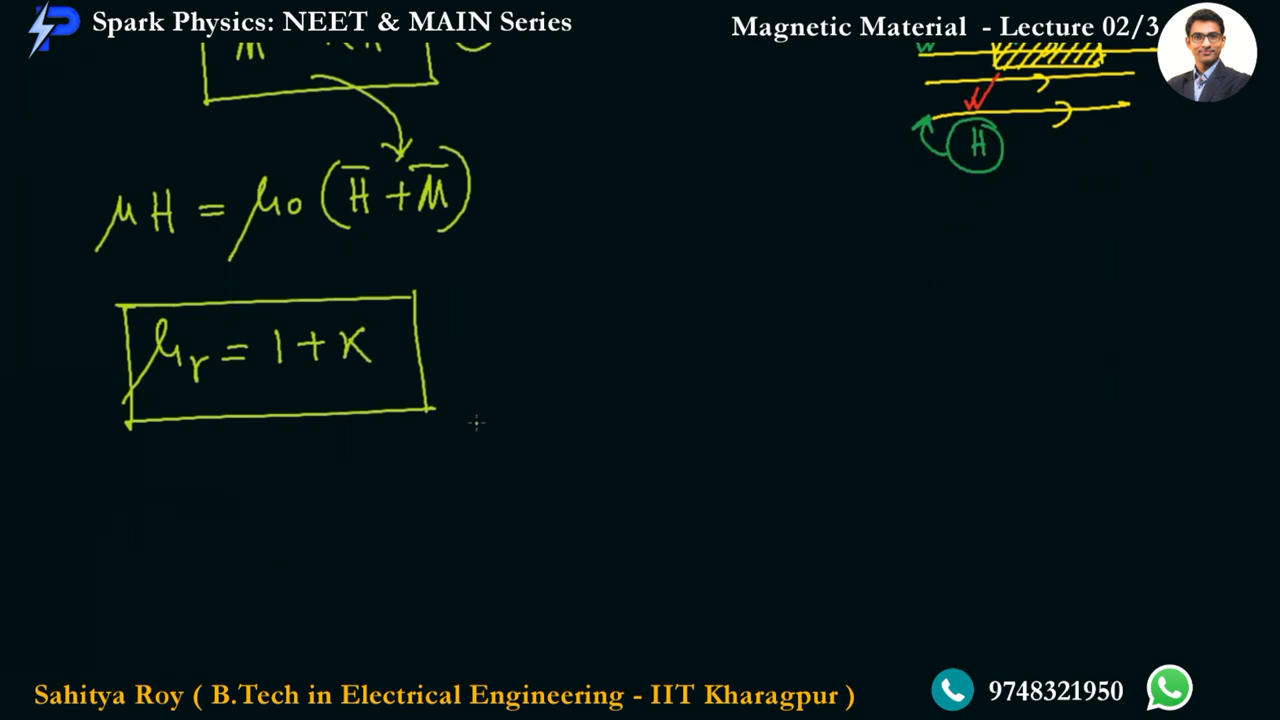 Spark Physics: NEET & MAIN Series
Magnetic Material - Lecture 02/3
H̅
μH = μ₀ (H̅ + M̅)
μᵣ = 1 + K
Sahitya Roy ( B.Tech in Electrical Engineering - IIT Kharagpur )
9748321950